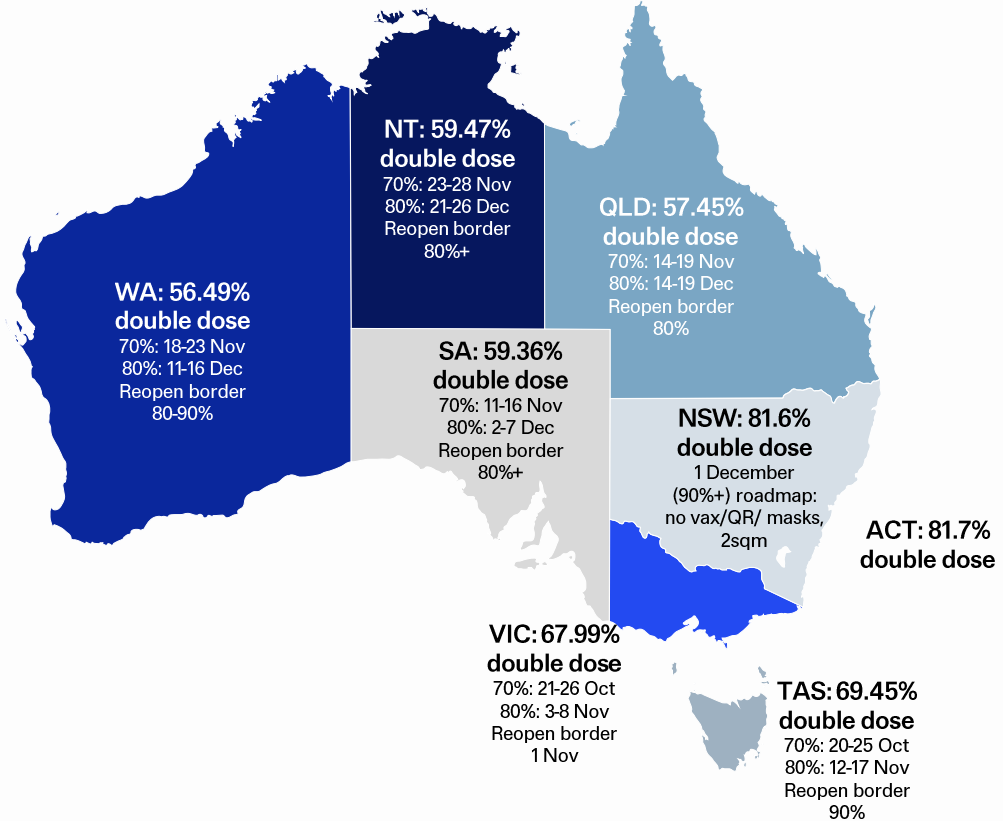 NT: 59.47%
double dose
70%: 23-28 Nov
80%: 21-26 Dec
Reopen border
80%+
QLD: 57.45%
double dose
70%: 14-19 Nov
80%: 14-19 Dec
Reopen border
80%
WA: 56.49%
double dose
70%: 18-23 Nov
80%: 11-16 Dec
Reopen border
80-90%
SA: 59.36%
double dose
70%: 11-16 Nov
80%: 2-7 Dec
Reopen border
80%+
NSW: 81.6%
double dose
1 December
(90%+) roadmap:
no vax/QR/ masks,
2sqm
ACT: 81.7%
double dose
VIC: 67.99%
double dose
70%: 21-26 Oct
80%: 3-8 Nov
Reopen border
1 Nov
TAS: 69.45%
double dose
70%: 20-25 Oct
80%: 12-17 Nov
Reopen border
90%